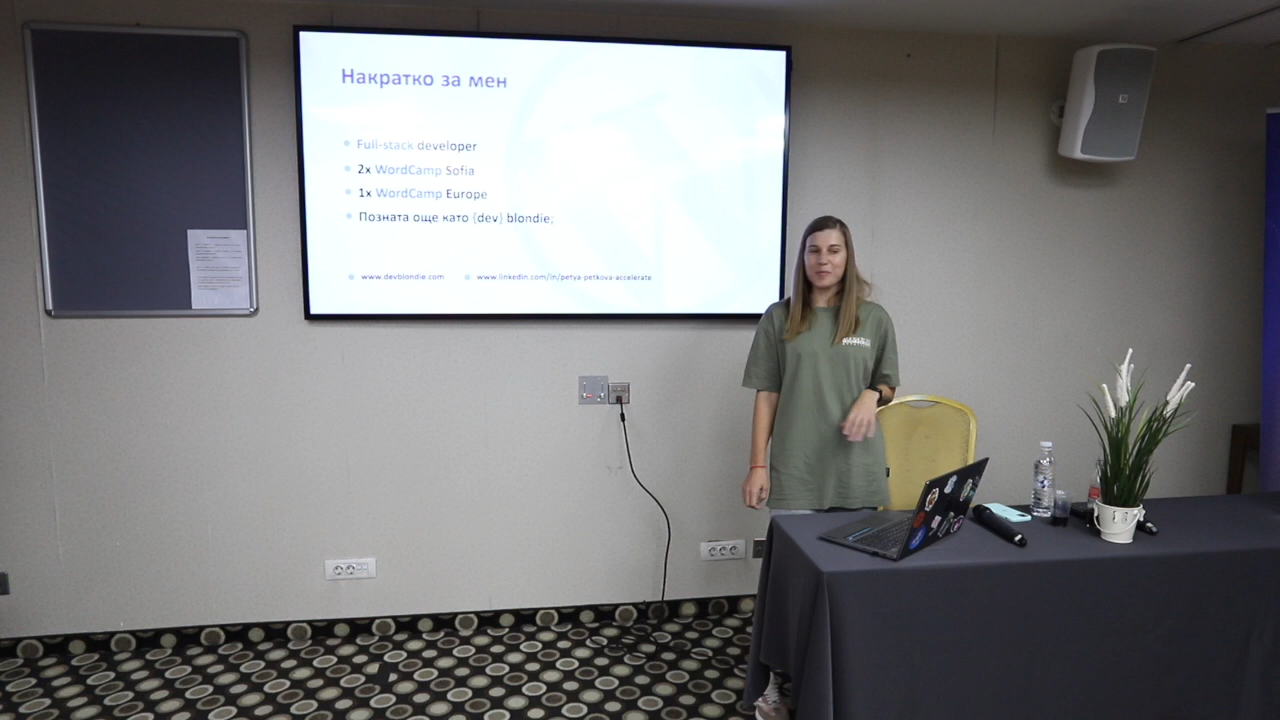 Накратко за мен
Full-stack developer
2x WordCamp Sofia
1x WordCamp Europe
Позната още като {dev} blondie;
www.devblondie.com
www.linkedin.com/in/petya-petkova-accelerate